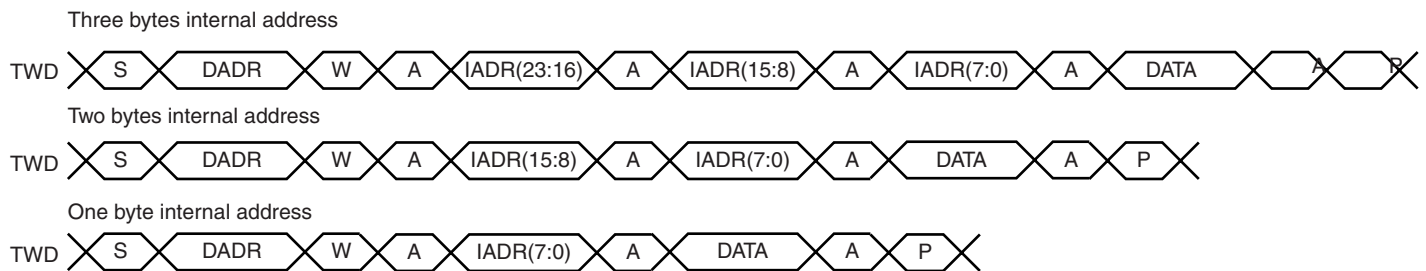 Three bytes internal address
TWD S DADR W A IADR(23:16) A IADR(15:8) A IADR(7:0) A DATA A P
Two bytes internal address
TWD S DADR W A IADR(15:8) A IADR(7:0) A DATA A P
One byte internal address
TWD S DADR W A IADR(7:0) A DATA A P